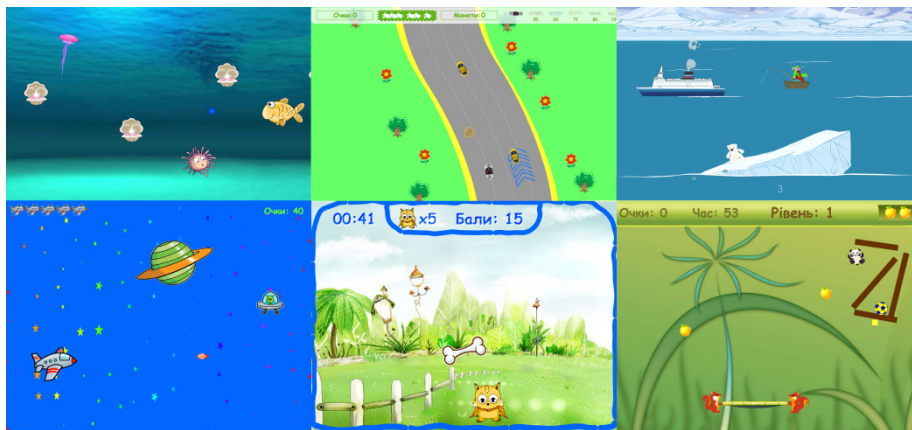 Очки:0
Монети:0
3
Очки: 40
00:41
x5
Бали: 15
Очки: 0
Час: 53
Рівень: 1